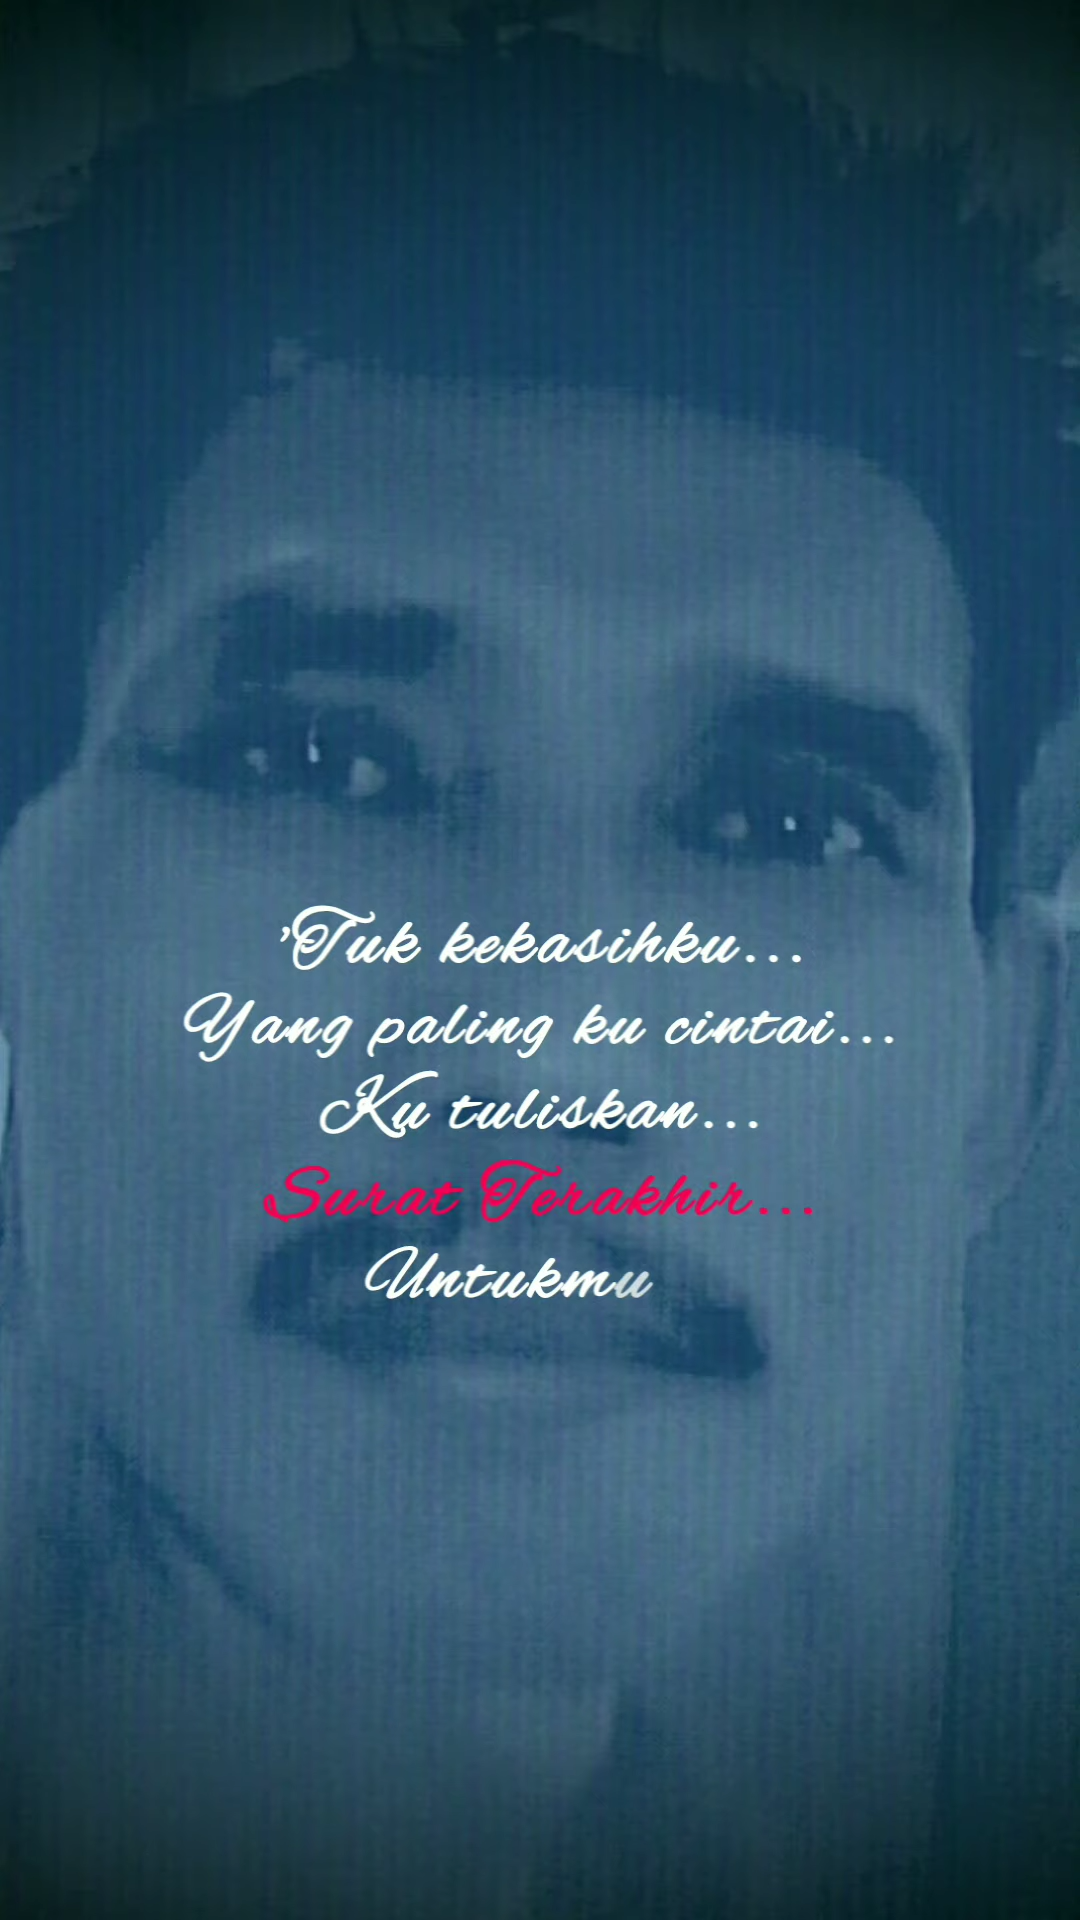 'Tuk kekasihku...
Yang paling ku cintai...
Ku tuliskan...
Surat Terakhir...
Untukmu